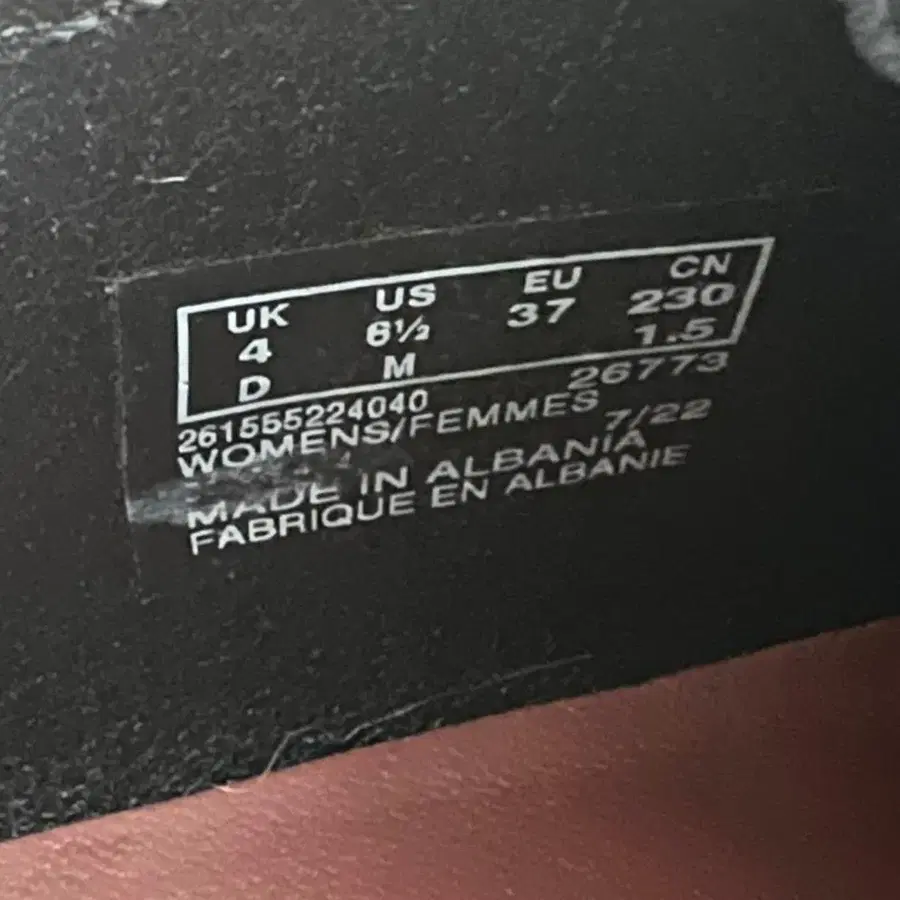 UK US EU CN
4 6½ 37 230
D M 1.5
261555224040 26773
WOMENS/FEMMES 7/22
MADE IN ALBANIA
FABRIQUE EN ALBANIE